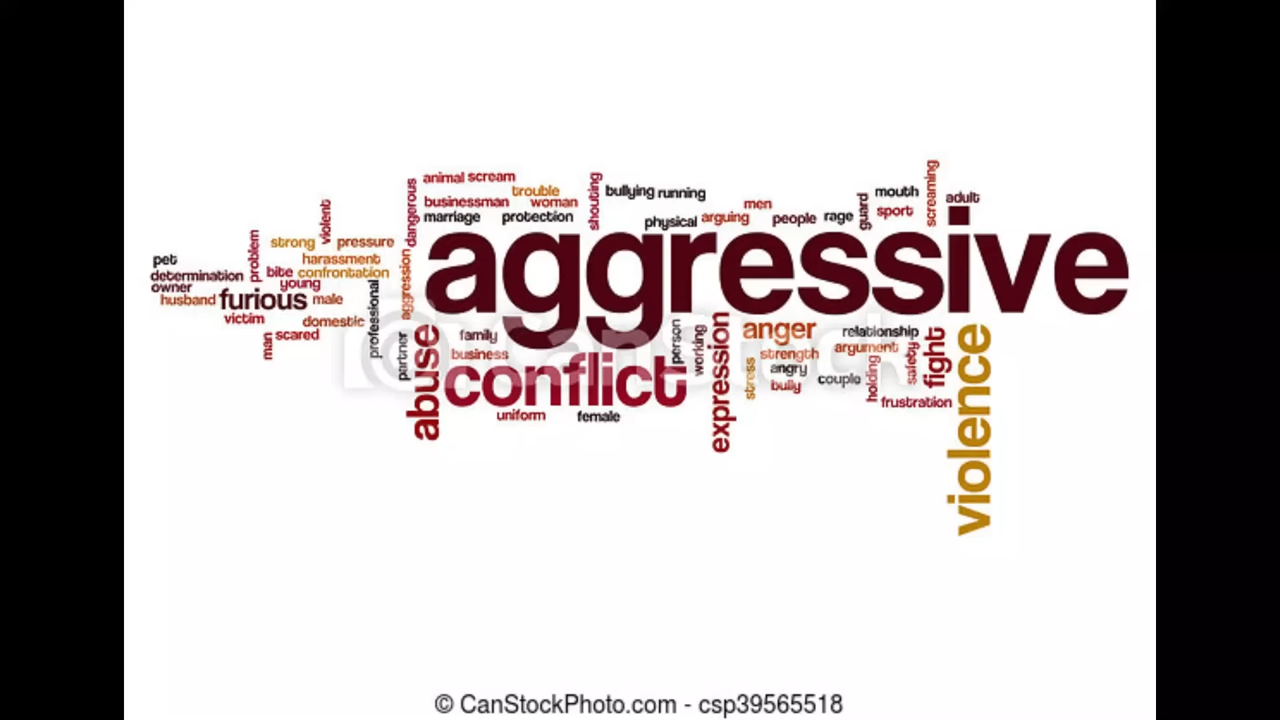 animal scream
trouble
shouting
bullying running
screaming
mouth
adult
dangerous
businessman
woman
men
guard
violent
marriage
protection
physical
arguing
people
rage
sport
problem
strong
pressure
aggressive
pet
harassment
determination
bite
confrontation
aggression
owner
young
husband
furious
male
professional
victim
domestic
man
scared
partner
abuse
family
person
working
expression
anger
relationship
business
strength
argument
safety
fight
violence
conflict
stress
angry
bully
couple
holding
frustration
uniform
female
© CanStock
© CanStockPhoto.com - csp39565518